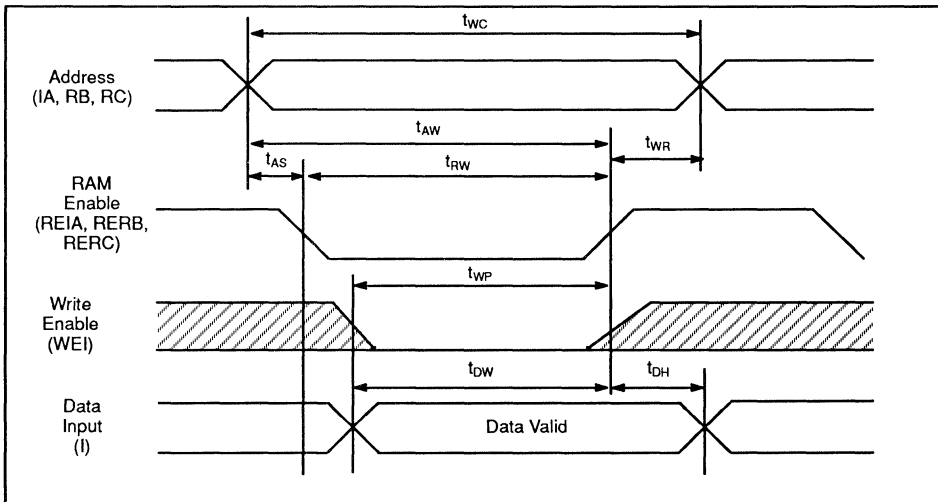 tWC
Address
(IA, RB, RC)
tAW
tWR
tAS
tRW
RAM
Enable
(REIA, RERB,
RERC)
tWP
Write
Enable
(WEI)
tDW
tDH
Data
Input
(I)
Data Valid